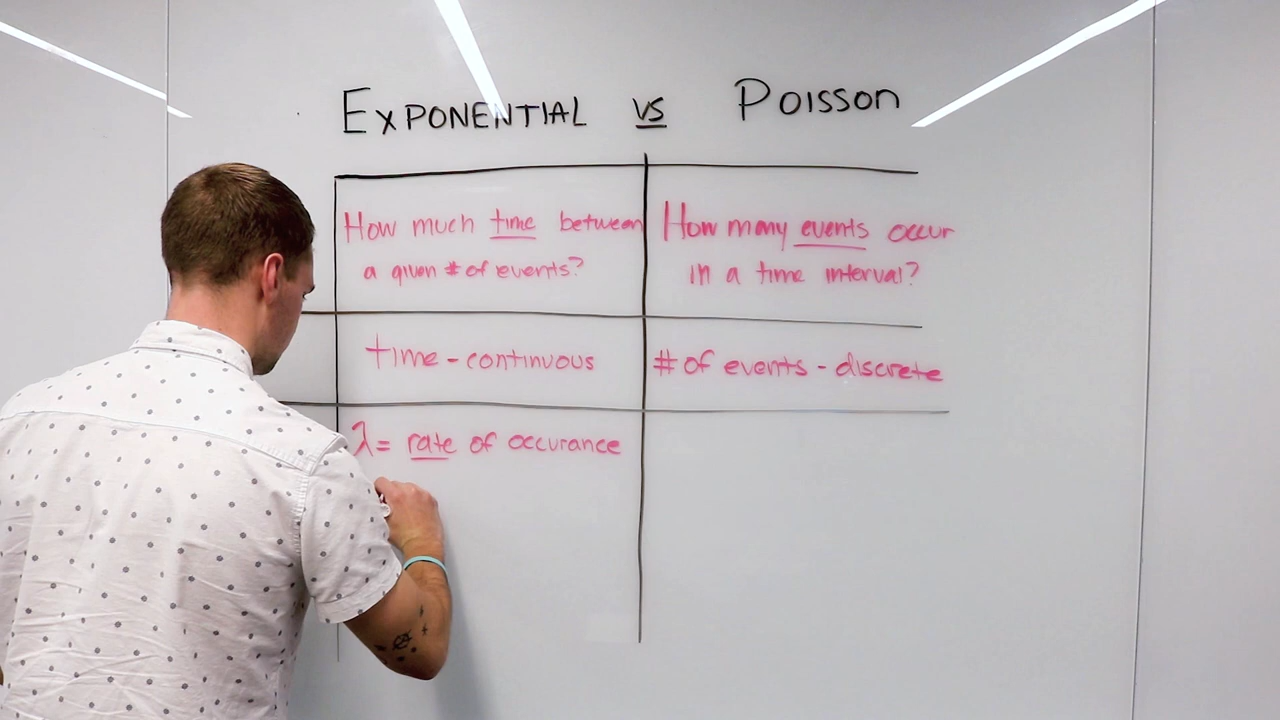 EXPONENTIAL vs Poisson
How much time between
a given # of events?
How many events occur
in a time interval?
time - continuous
# of events - discrete
λ = rate of occurance